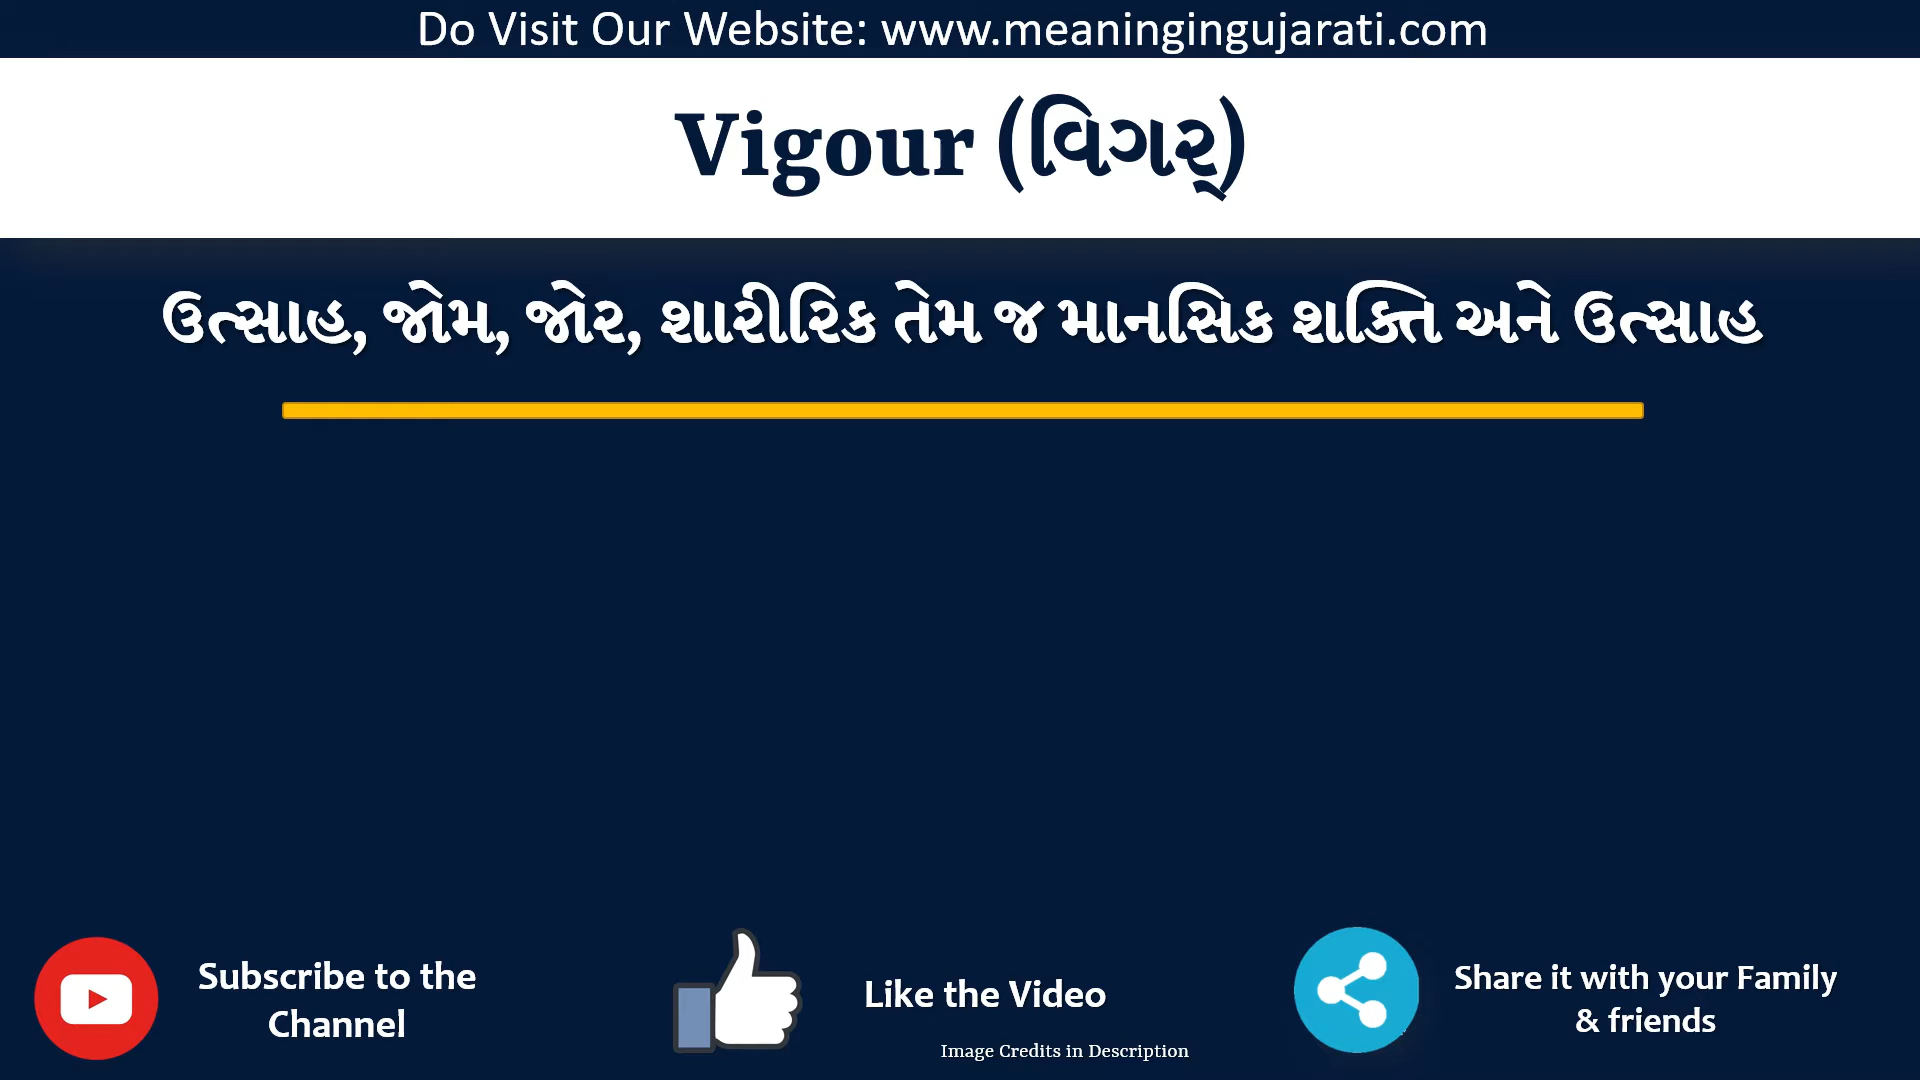 Do Visit Our Website: www.meaningingujarati.com
Vigour (વિગર્)
ઉત્સાહ, જોમ, જોર, શારીરિક તેમ જ માનસિક શક્તિ અને ઉત્સાહ
Subscribe to the
Channel
Like the Video
Share it with your Family
& friends
Image Credits in Description